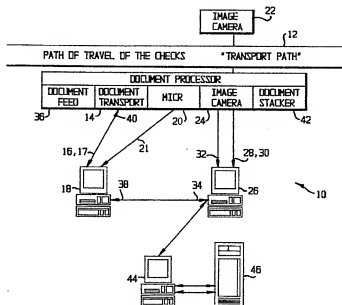 IMAGE CAMERA
22
12
PATH OF TRAVEL OF THE CHECKS "TRANSPORT PATH"
DOCUMENT PROCESSOR
DOCUMENT FEED DOCUMENT TRANSPORT MICR IMAGE CAMERA DOCUMENT STACKER
36 14 40 20 24 42
16,17 21 32 28,30
18 38 34 26 10
44 46